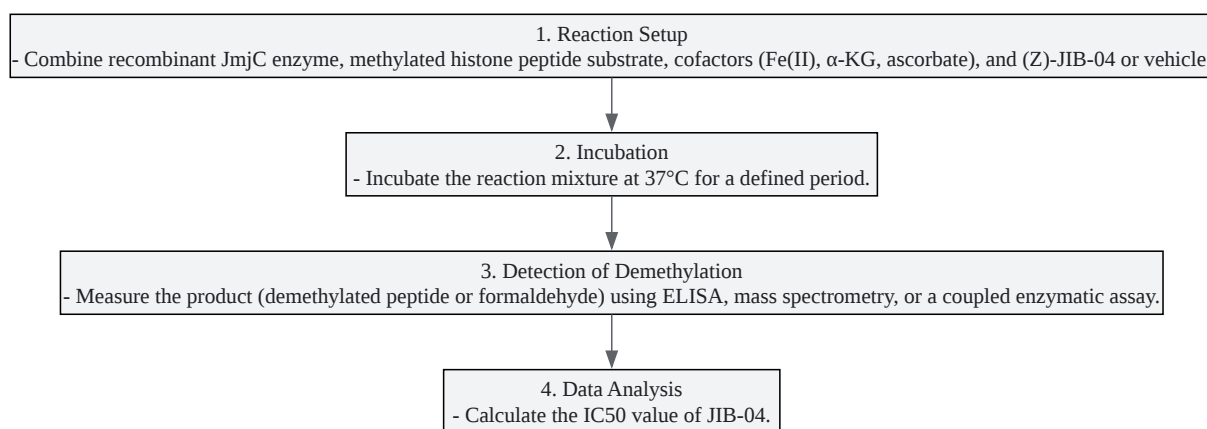 1. Reaction Setup
- Combine recombinant JmjC enzyme, methylated histone peptide substrate, cofactors (Fe(II), α-KG, ascorbate), and (Z)-JIB-04 or vehicle
2. Incubation
- Incubate the reaction mixture at 37°C for a defined period.
3. Detection of Demethylation
- Measure the product (demethylated peptide or formaldehyde) using ELISA, mass spectrometry, or a coupled enzymatic assay.
4. Data Analysis
- Calculate the IC50 value of JIB-04.